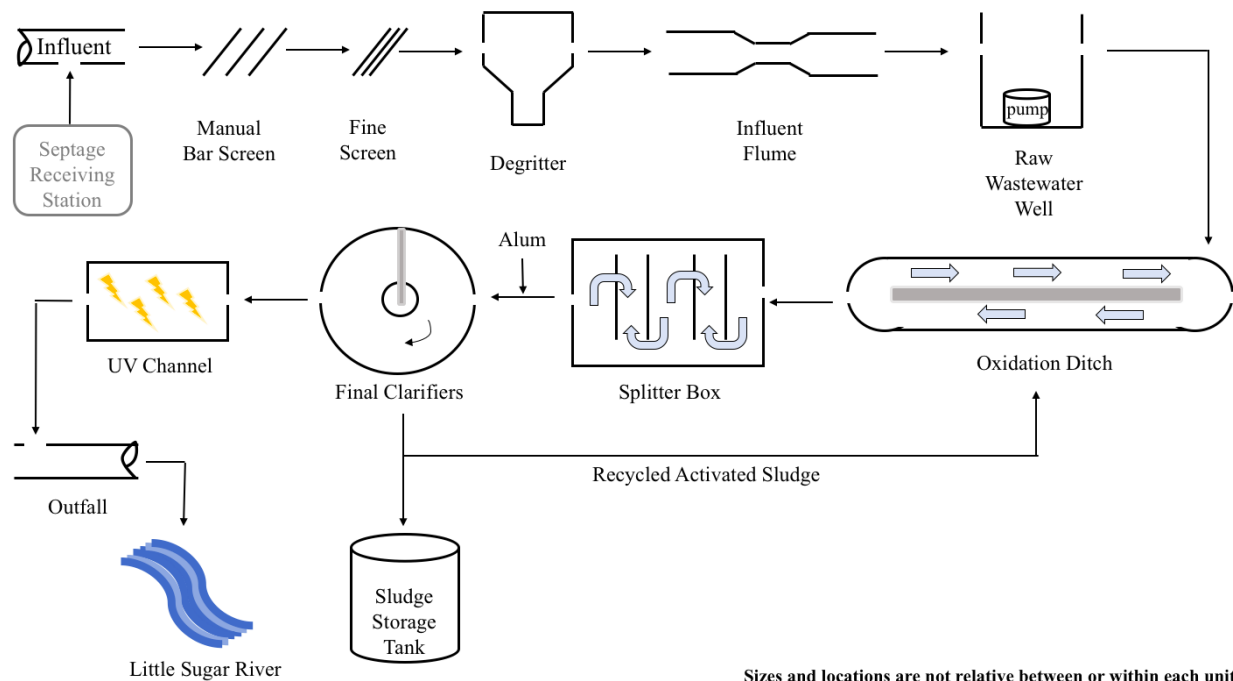 Influent
Septage
Receiving
Station
Manual
Bar Screen
Fine
Screen
Degritter
Influent
Flume
pump
Raw
Wastewater
Well
Oxidation Ditch
Splitter Box
Alum
Final Clarifiers
UV Channel
Outfall
Little Sugar River
Recycled Activated Sludge
Sludge
Storage
Tank
Sizes and locations are not relative between or within each unit